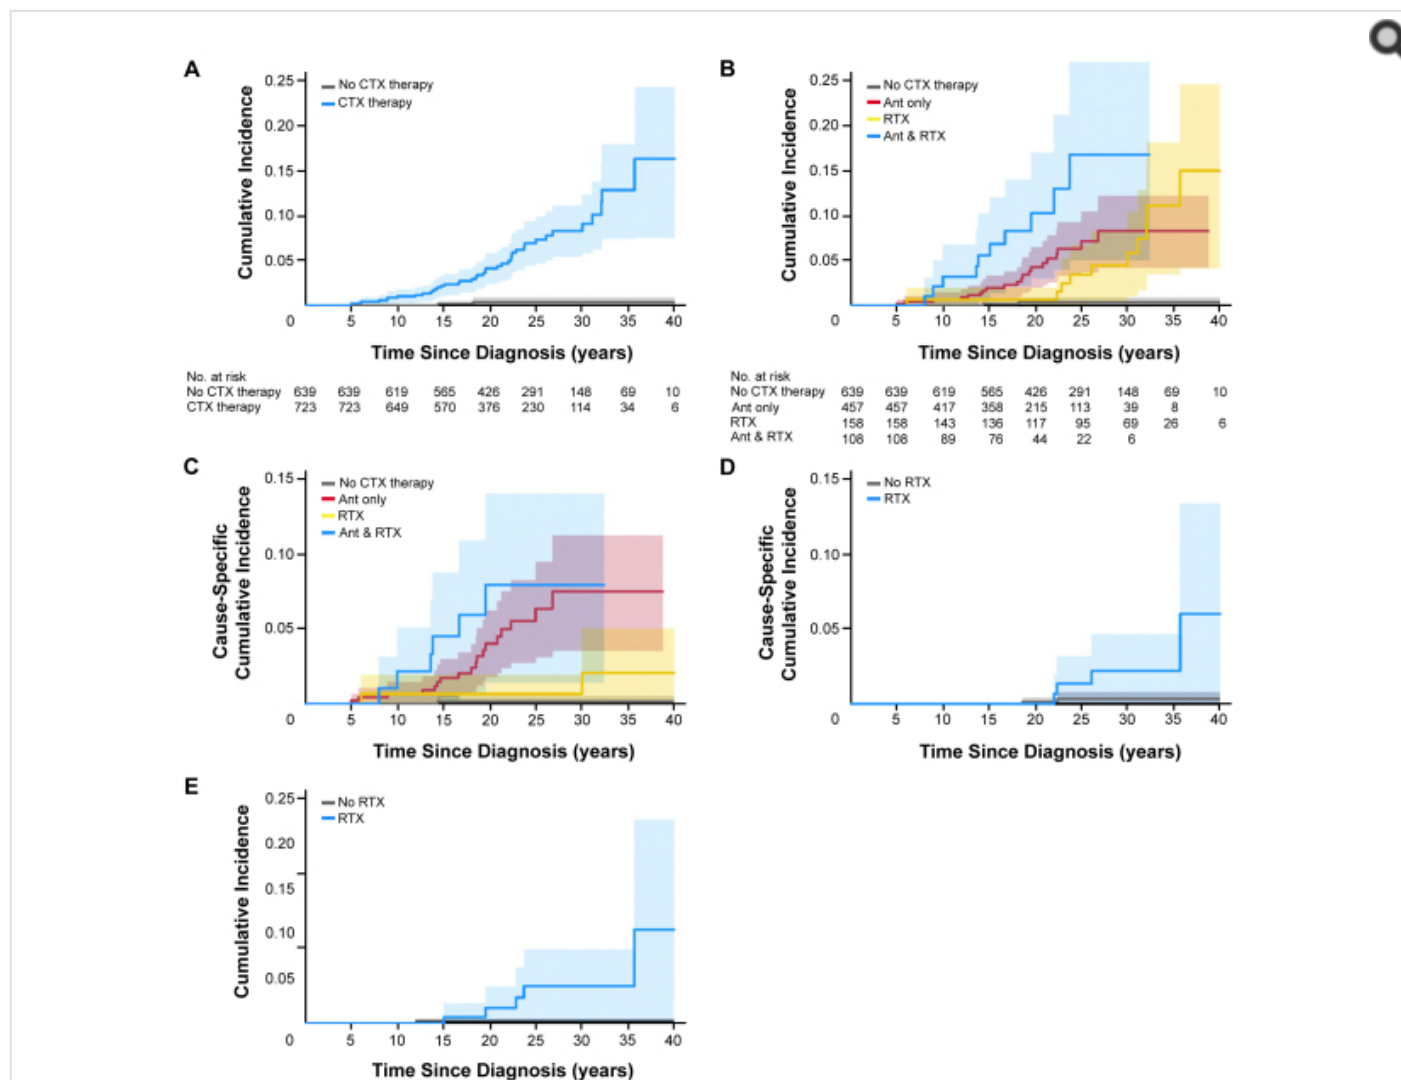 A
No CTX therapy
CTX therapy
Cumulative Incidence
0.25
0.20
0.15
0.10
0.05
0 5 10 15 20 25 30 35 40
Time Since Diagnosis (years)
No. at risk
No CTX therapy 639 639 619 565 426 291 148 69 10
CTX therapy 723 723 649 570 376 230 114 34 6
B
No CTX therapy
Ant only
RTX
Ant & RTX
Cumulative Incidence
0.25
0.20
0.15
0.10
0.05
0 5 10 15 20 25 30 35 40
Time Since Diagnosis (years)
No. at risk
No CTX therapy 639 639 619 565 426 291 148 69 10
Ant only 457 457 417 358 215 113 39 8
RTX 158 158 143 136 117 95 69 26 6
Ant & RTX 108 108 89 76 44 22 6
C
No CTX therapy
Ant only
RTX
Ant & RTX
Cause-Specific
Cumulative Incidence
0.15
0.10
0.05
0 5 10 15 20 25 30 35 40
Time Since Diagnosis (years)
D
No RTX
RTX
Cause-Specific
Cumulative Incidence
0.15
0.10
0.05
0 5 10 15 20 25 30 35 40
Time Since Diagnosis (years)
E
No RTX
RTX
Cumulative Incidence
0.25
0.20
0.15
0.10
0.05
0 5 10 15 20 25 30 35 40
Time Since Diagnosis (years)